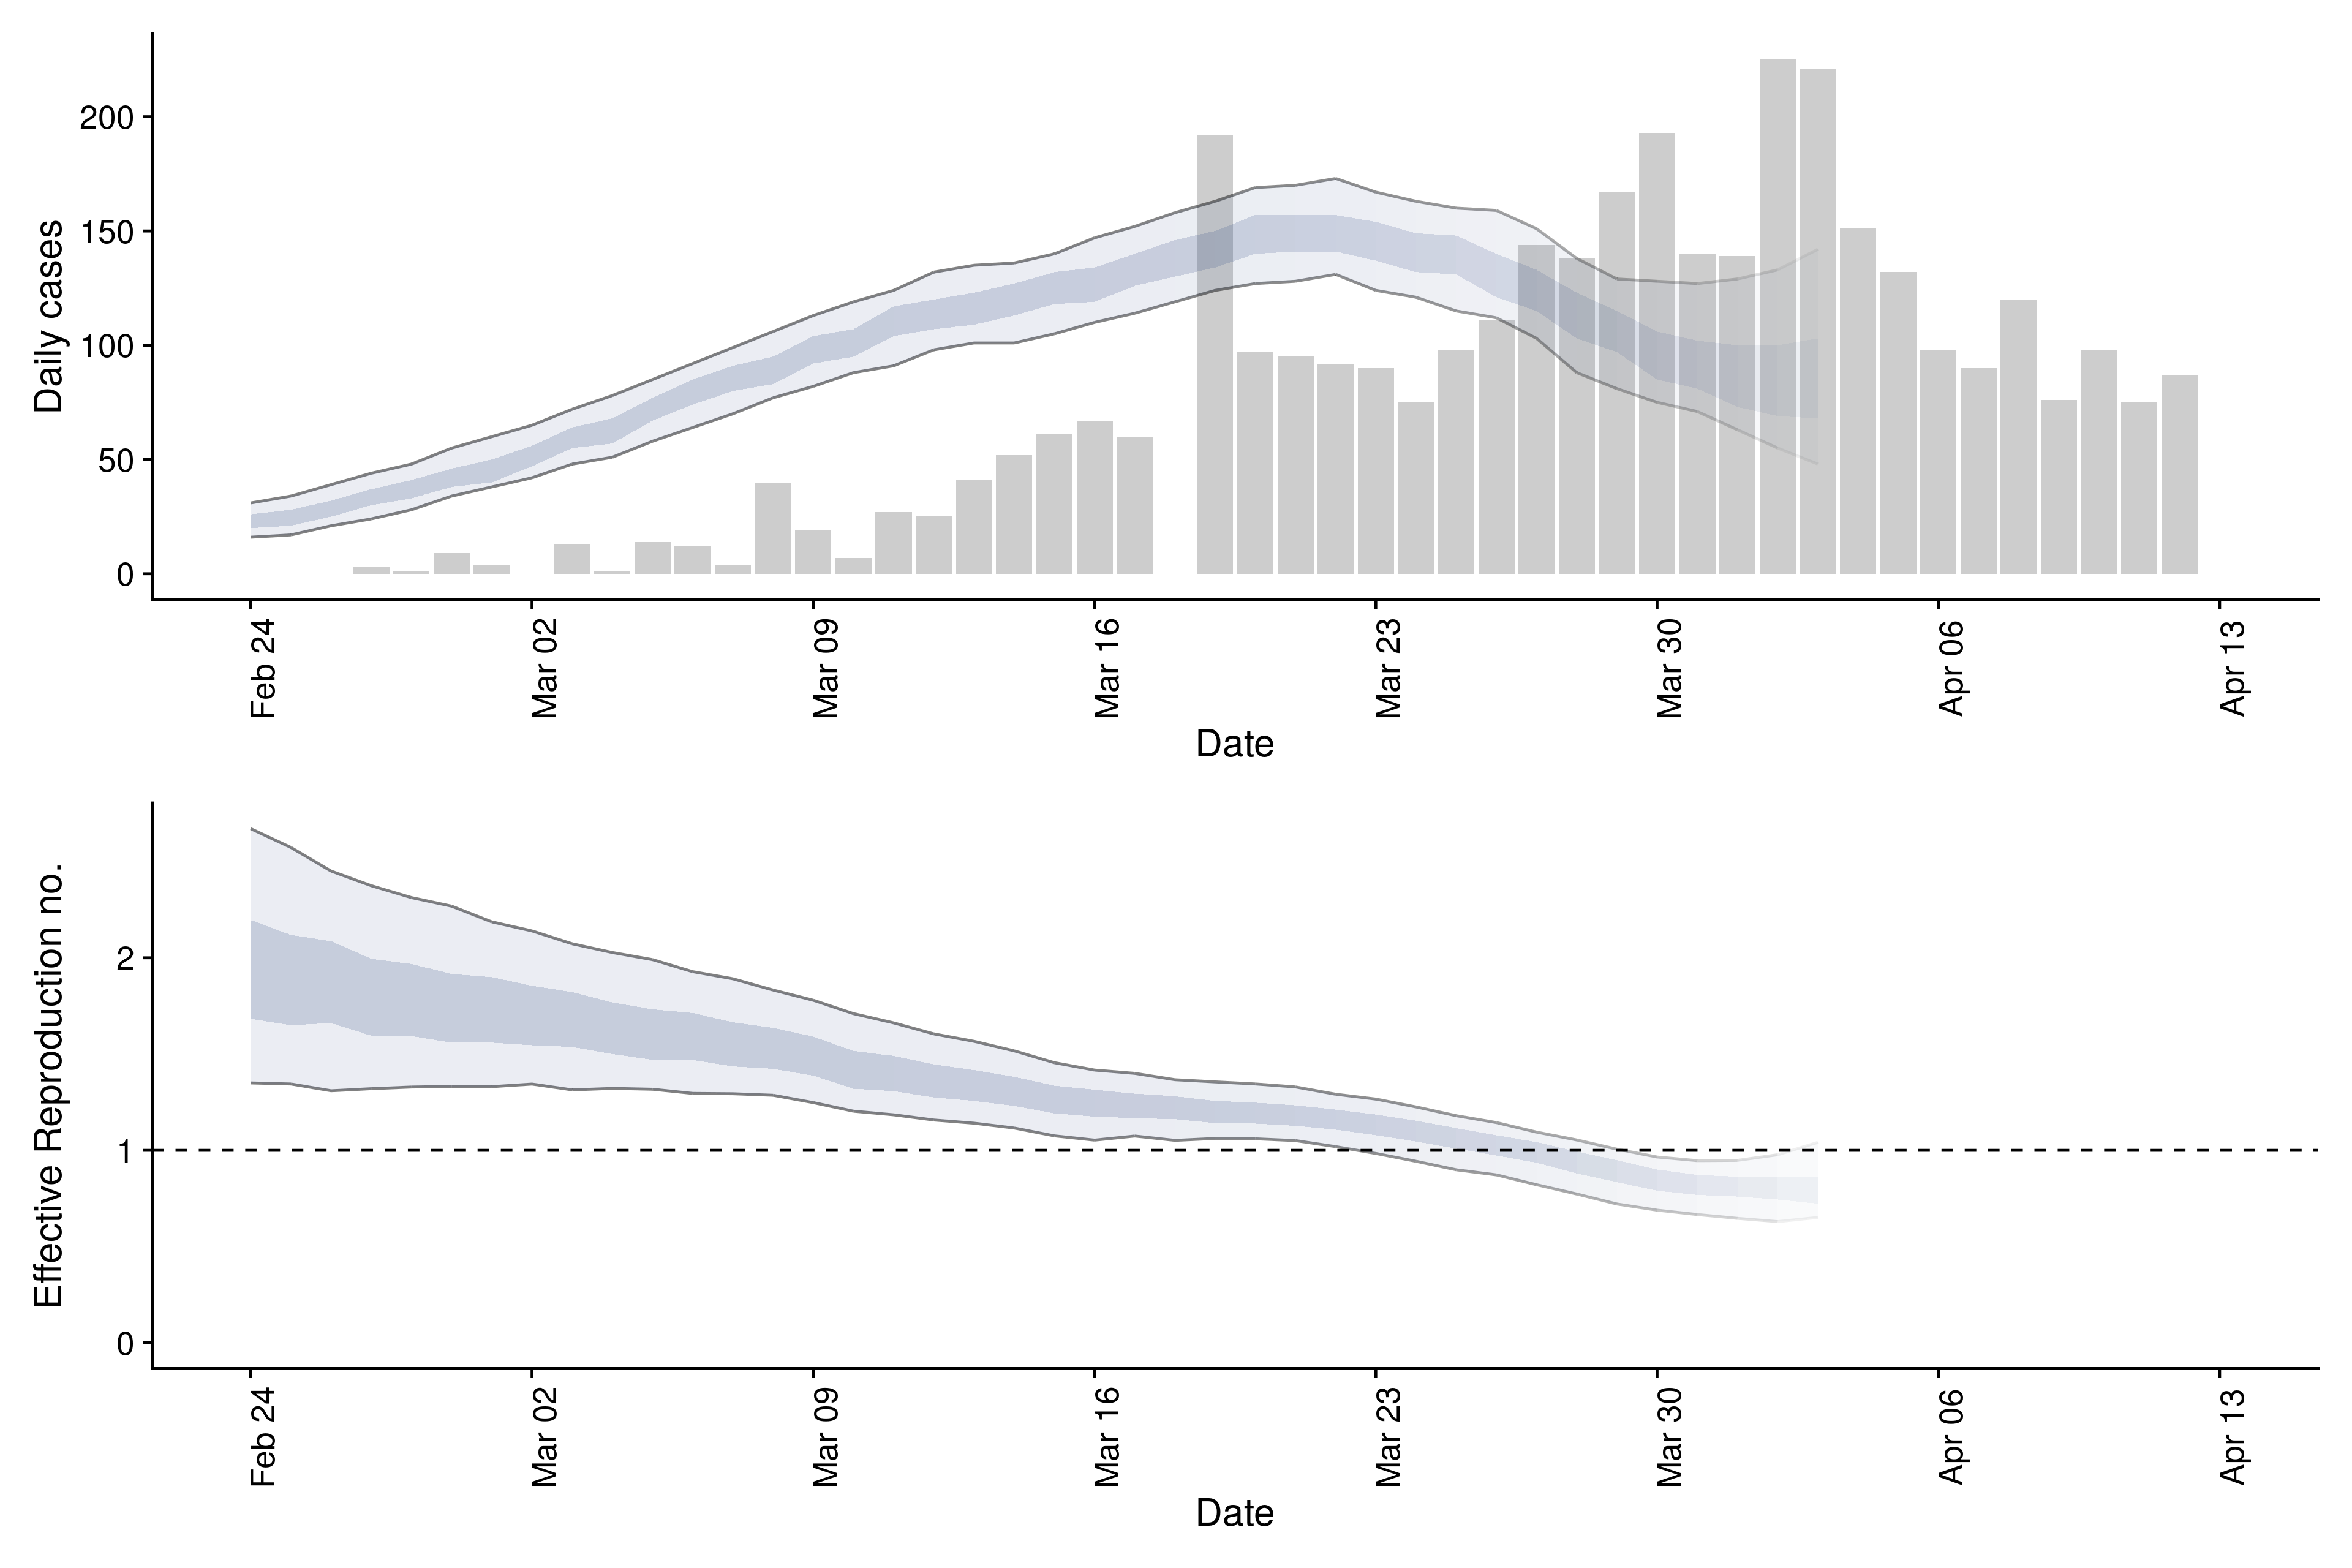 Daily cases
200
150
100
50
0
Feb 24
Mar 02
Mar 09
Mar 16
Mar 23
Mar 30
Apr 06
Apr 13
Date
Effective Reproduction no.
2
1
0
Feb 24
Mar 02
Mar 09
Mar 16
Mar 23
Mar 30
Apr 06
Apr 13
Date